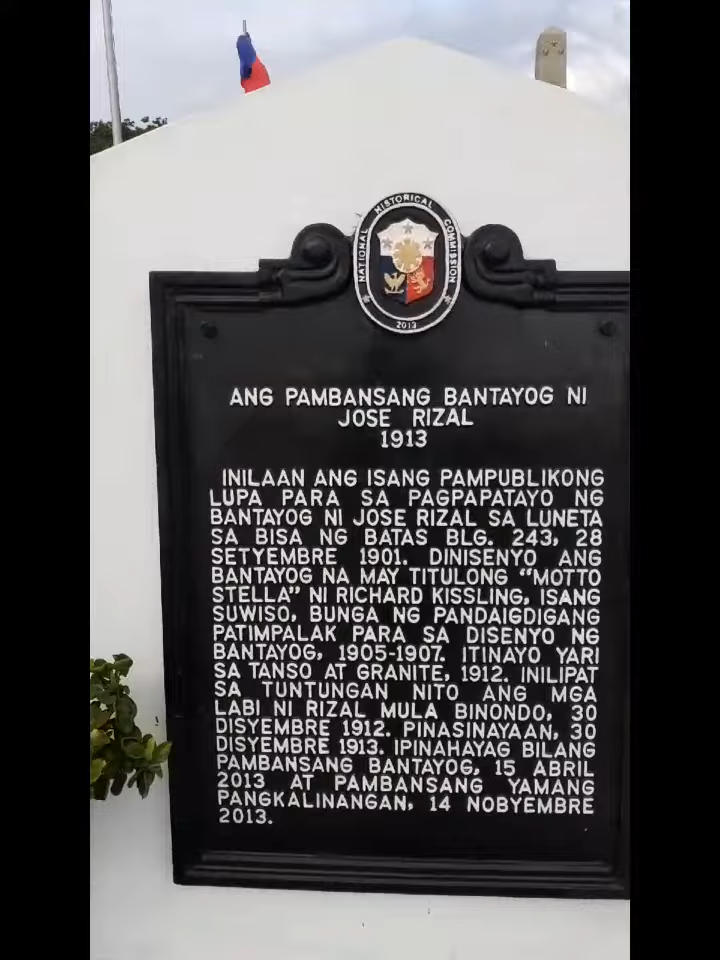 NATIONAL HISTORICAL COMMISSION
2013
ANG PAMBANSANG BANTAYOG NI
JOSE RIZAL
1913
INILAAN ANG ISANG PAMPUBLIKONG
LUPA PARA SA PAGPAPATAYO NG
BANTAYOG NI JOSE RIZAL SA LUNETA
SA BISA NG BATAS BLG. 243, 28
SETYEMBRE 1901. DINISENYO ANG
BANTAYOG NA MAY TITULONG "MOTTO
STELLA" NI RICHARD KISSLING, ISANG
SUWISO, BUNGA NG PANDAIGDIGANG
PATIMPALAK PARA SA DISENYO NG
BANTAYOG, 1905-1907. ITINAYO YARI
SA TANSO AT GRANITE, 1912. INILIPAT
SA TUNTUNGAN NITO ANG MGA
LABI NI RIZAL MULA BINONDO, 30
DISYEMBRE 1912. PINASINAYAAN, 30
DISYEMBRE 1913. IPINAHAYAG BILANG
PAMBANSANG BANTAYOG, 15 ABRIL
2013 AT PAMBANSANG YAMANG
PANGKALINANGAN, 14 NOBYEMBRE
2013.